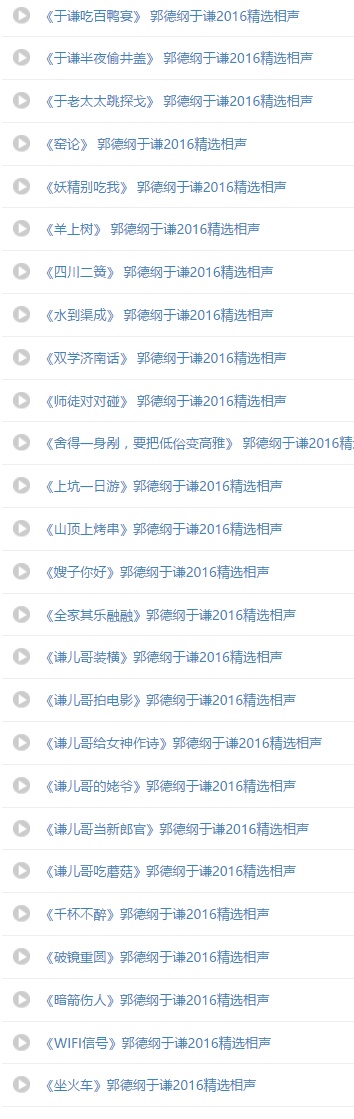 《于谦吃百鸭宴》 郭德纲于谦2016精选相声
《于谦半夜偷井盖》 郭德纲于谦2016精选相声
《于老太太跳探戈》 郭德纲于谦2016精选相声
《窑论》 郭德纲于谦2016精选相声
《妖精别吃我》 郭德纲于谦2016精选相声
《羊上树》 郭德纲于谦2016精选相声
《四川二簧》 郭德纲于谦2016精选相声
《水到渠成》 郭德纲于谦2016精选相声
《双学济南话》 郭德纲于谦2016精选相声
《师徒对对碰》 郭德纲于谦2016精选相声
《舍得一身剐，要把低俗变高雅》 郭德纲于谦2016精
《上坑一日游》郭德纲于谦2016精选相声
《山顶上烤串》郭德纲于谦2016精选相声
《嫂子你好》郭德纲于谦2016精选相声
《全家其乐融融》郭德纲于谦2016精选相声
《谦儿哥装横》郭德纲于谦2016精选相声
《谦儿哥拍电影》郭德纲于谦2016精选相声
《谦儿哥给女神作诗》郭德纲于谦2016精选相声
《谦儿哥的姥爷》郭德纲于谦2016精选相声
《谦儿哥当新郎官》郭德纲于谦2016精选相声
《谦儿哥吃蘑菇》郭德纲于谦2016精选相声
《千杯不醉》郭德纲于谦2016精选相声
《破镜重圆》郭德纲于谦2016精选相声
《暗箭伤人》郭德纲于谦2016精选相声
《WIFI信号》郭德纲于谦2016精选相声
《坐火车》郭德纲于谦2016精选相声